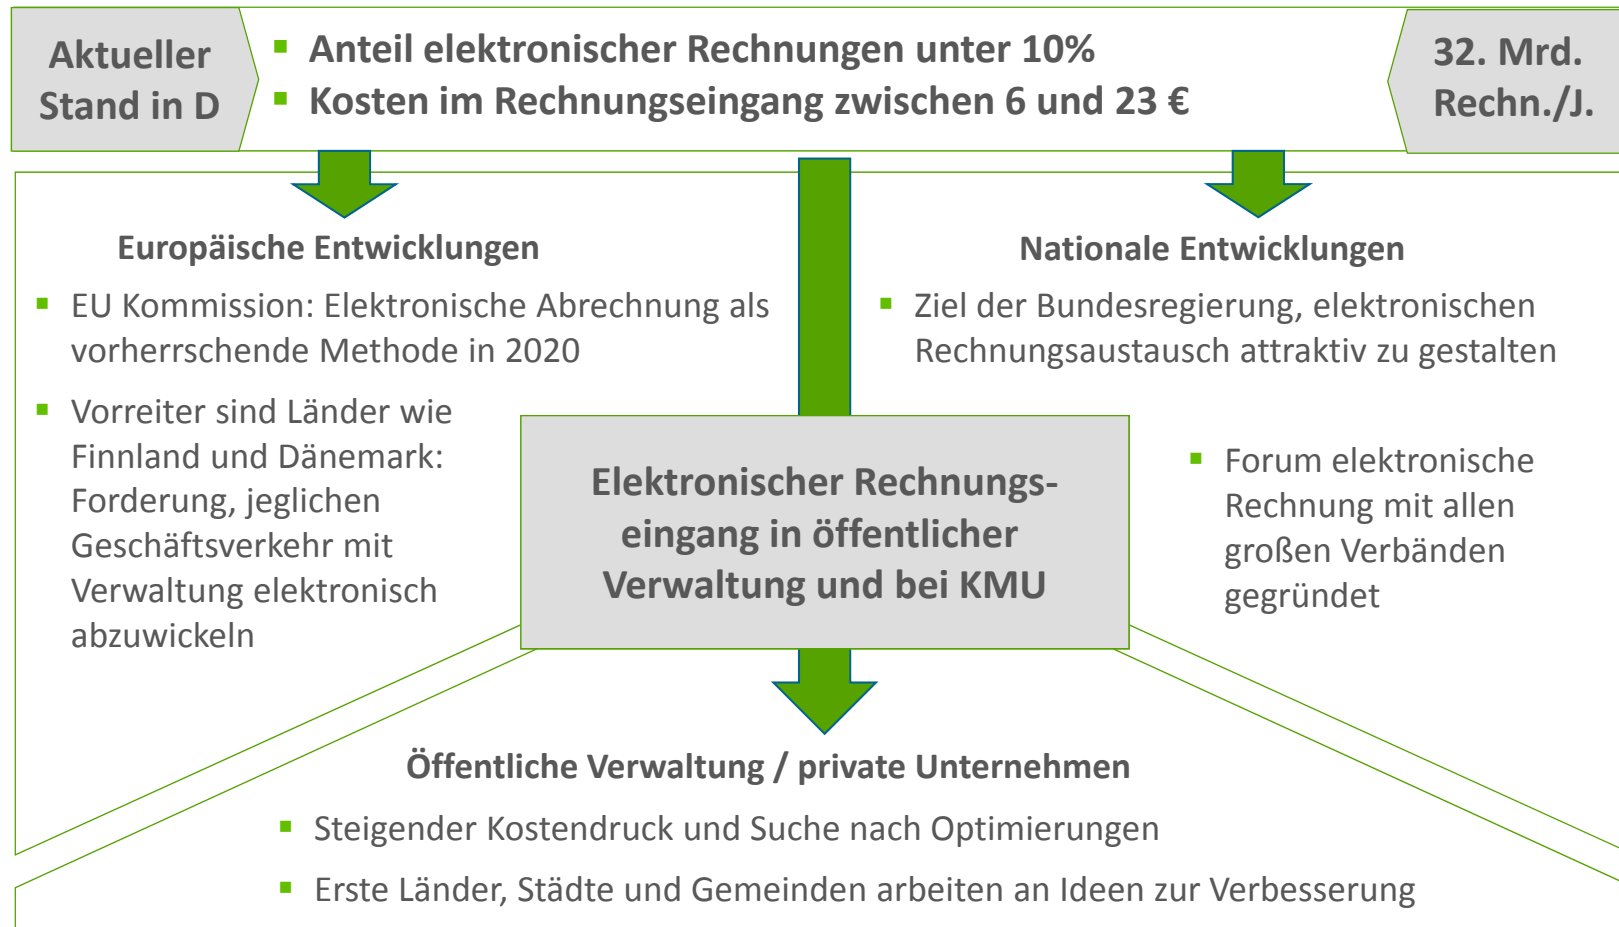 Aktueller
Stand in D
▪ Anteil elektronischer Rechnungen unter 10%
▪ Kosten im Rechnungseingang zwischen 6 und 23 €
32. Mrd.
Rechn./J.
Europäische Entwicklungen
▪ EU Kommission: Elektronische Abrechnung als
vorherrschende Methode in 2020
▪ Vorreiter sind Länder wie
Finnland und Dänemark:
Forderung, jeglichen
Geschäftsverkehr mit
Verwaltung elektronisch
abzuwickeln
Nationale Entwicklungen
▪ Ziel der Bundesregierung, elektronischen
Rechnungsaustausch attraktiv zu gestalten
▪ Forum elektronische
Rechnung mit allen
großen Verbänden
gegründet
Elektronischer Rechnungs-
eingang in öffentlicher
Verwaltung und bei KMU
Öffentliche Verwaltung / private Unternehmen
▪ Steigender Kostendruck und Suche nach Optimierungen
▪ Erste Länder, Städte und Gemeinden arbeiten an Ideen zur Verbesserung